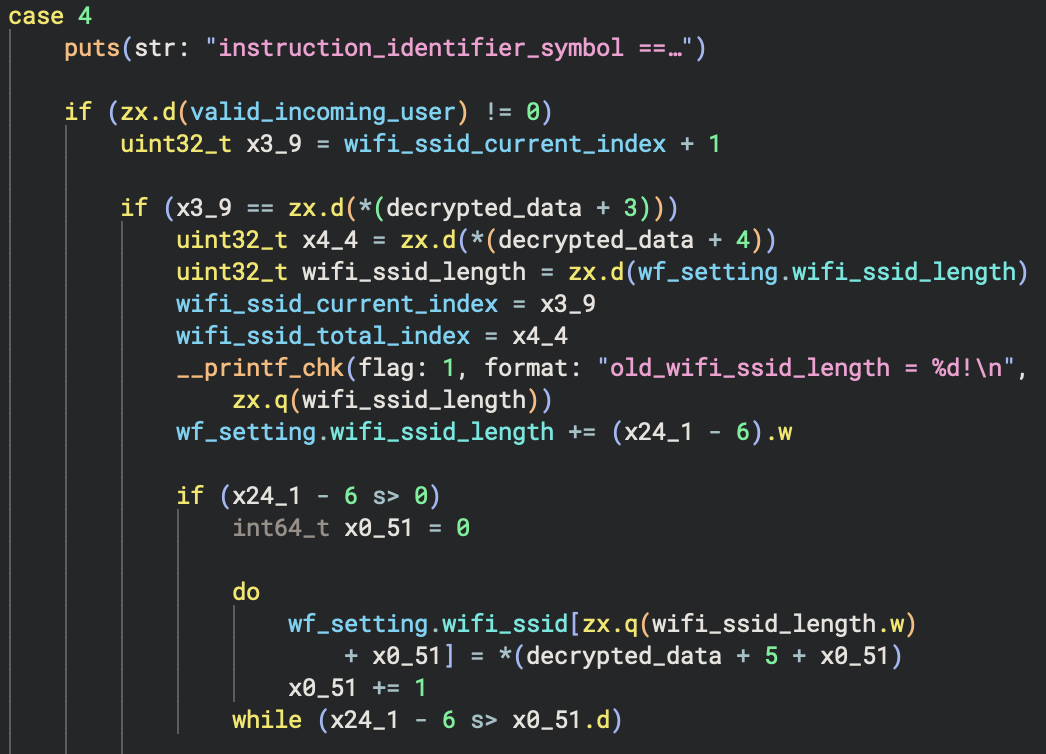 case 4
puts(str: "instruction_identifier_symbol ==…")
if (zx.d(valid_incoming_user) != 0)
uint32_t x3_9 = wifi_ssid_current_index + 1
if (x3_9 == zx.d(*(decrypted_data + 3)))
uint32_t x4_4 = zx.d(*(decrypted_data + 4))
uint32_t wifi_ssid_length = zx.d(wf_setting.wifi_ssid_length)
wifi_ssid_current_index = x3_9
wifi_ssid_total_index = x4_4
__printf_chk(flag: 1, format: "old_wifi_ssid_length = %d!\n",
zx.q(wifi_ssid_length))
wf_setting.wifi_ssid_length += (x24_1 - 6).w
if (x24_1 - 6 s> 0)
int64_t x0_51 = 0
do
wf_setting.wifi_ssid[zx.q(wifi_ssid_length.w)
+ x0_51] = *(decrypted_data + 5 + x0_51)
x0_51 += 1
while (x24_1 - 6 s> x0_51.d)